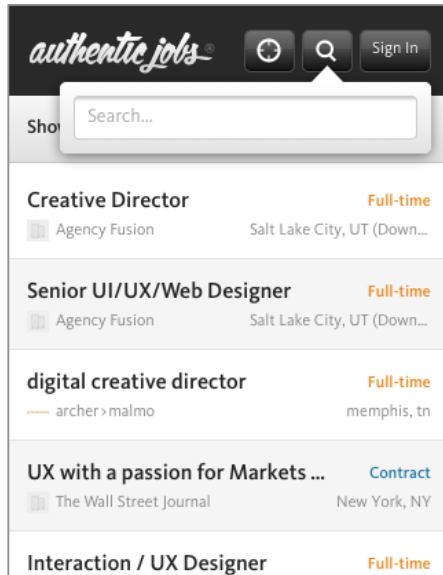 authentic jobs®
Sign In
Search...
Creative Director Full-time
Agency Fusion Salt Lake City, UT (Down...
Senior UI/UX/Web Designer Full-time
Agency Fusion Salt Lake City, UT (Down...
digital creative director Full-time
archer>malmo memphis, tn
UX with a passion for Markets ... Contract
The Wall Street Journal New York, NY
Interaction / UX Designer Full-time